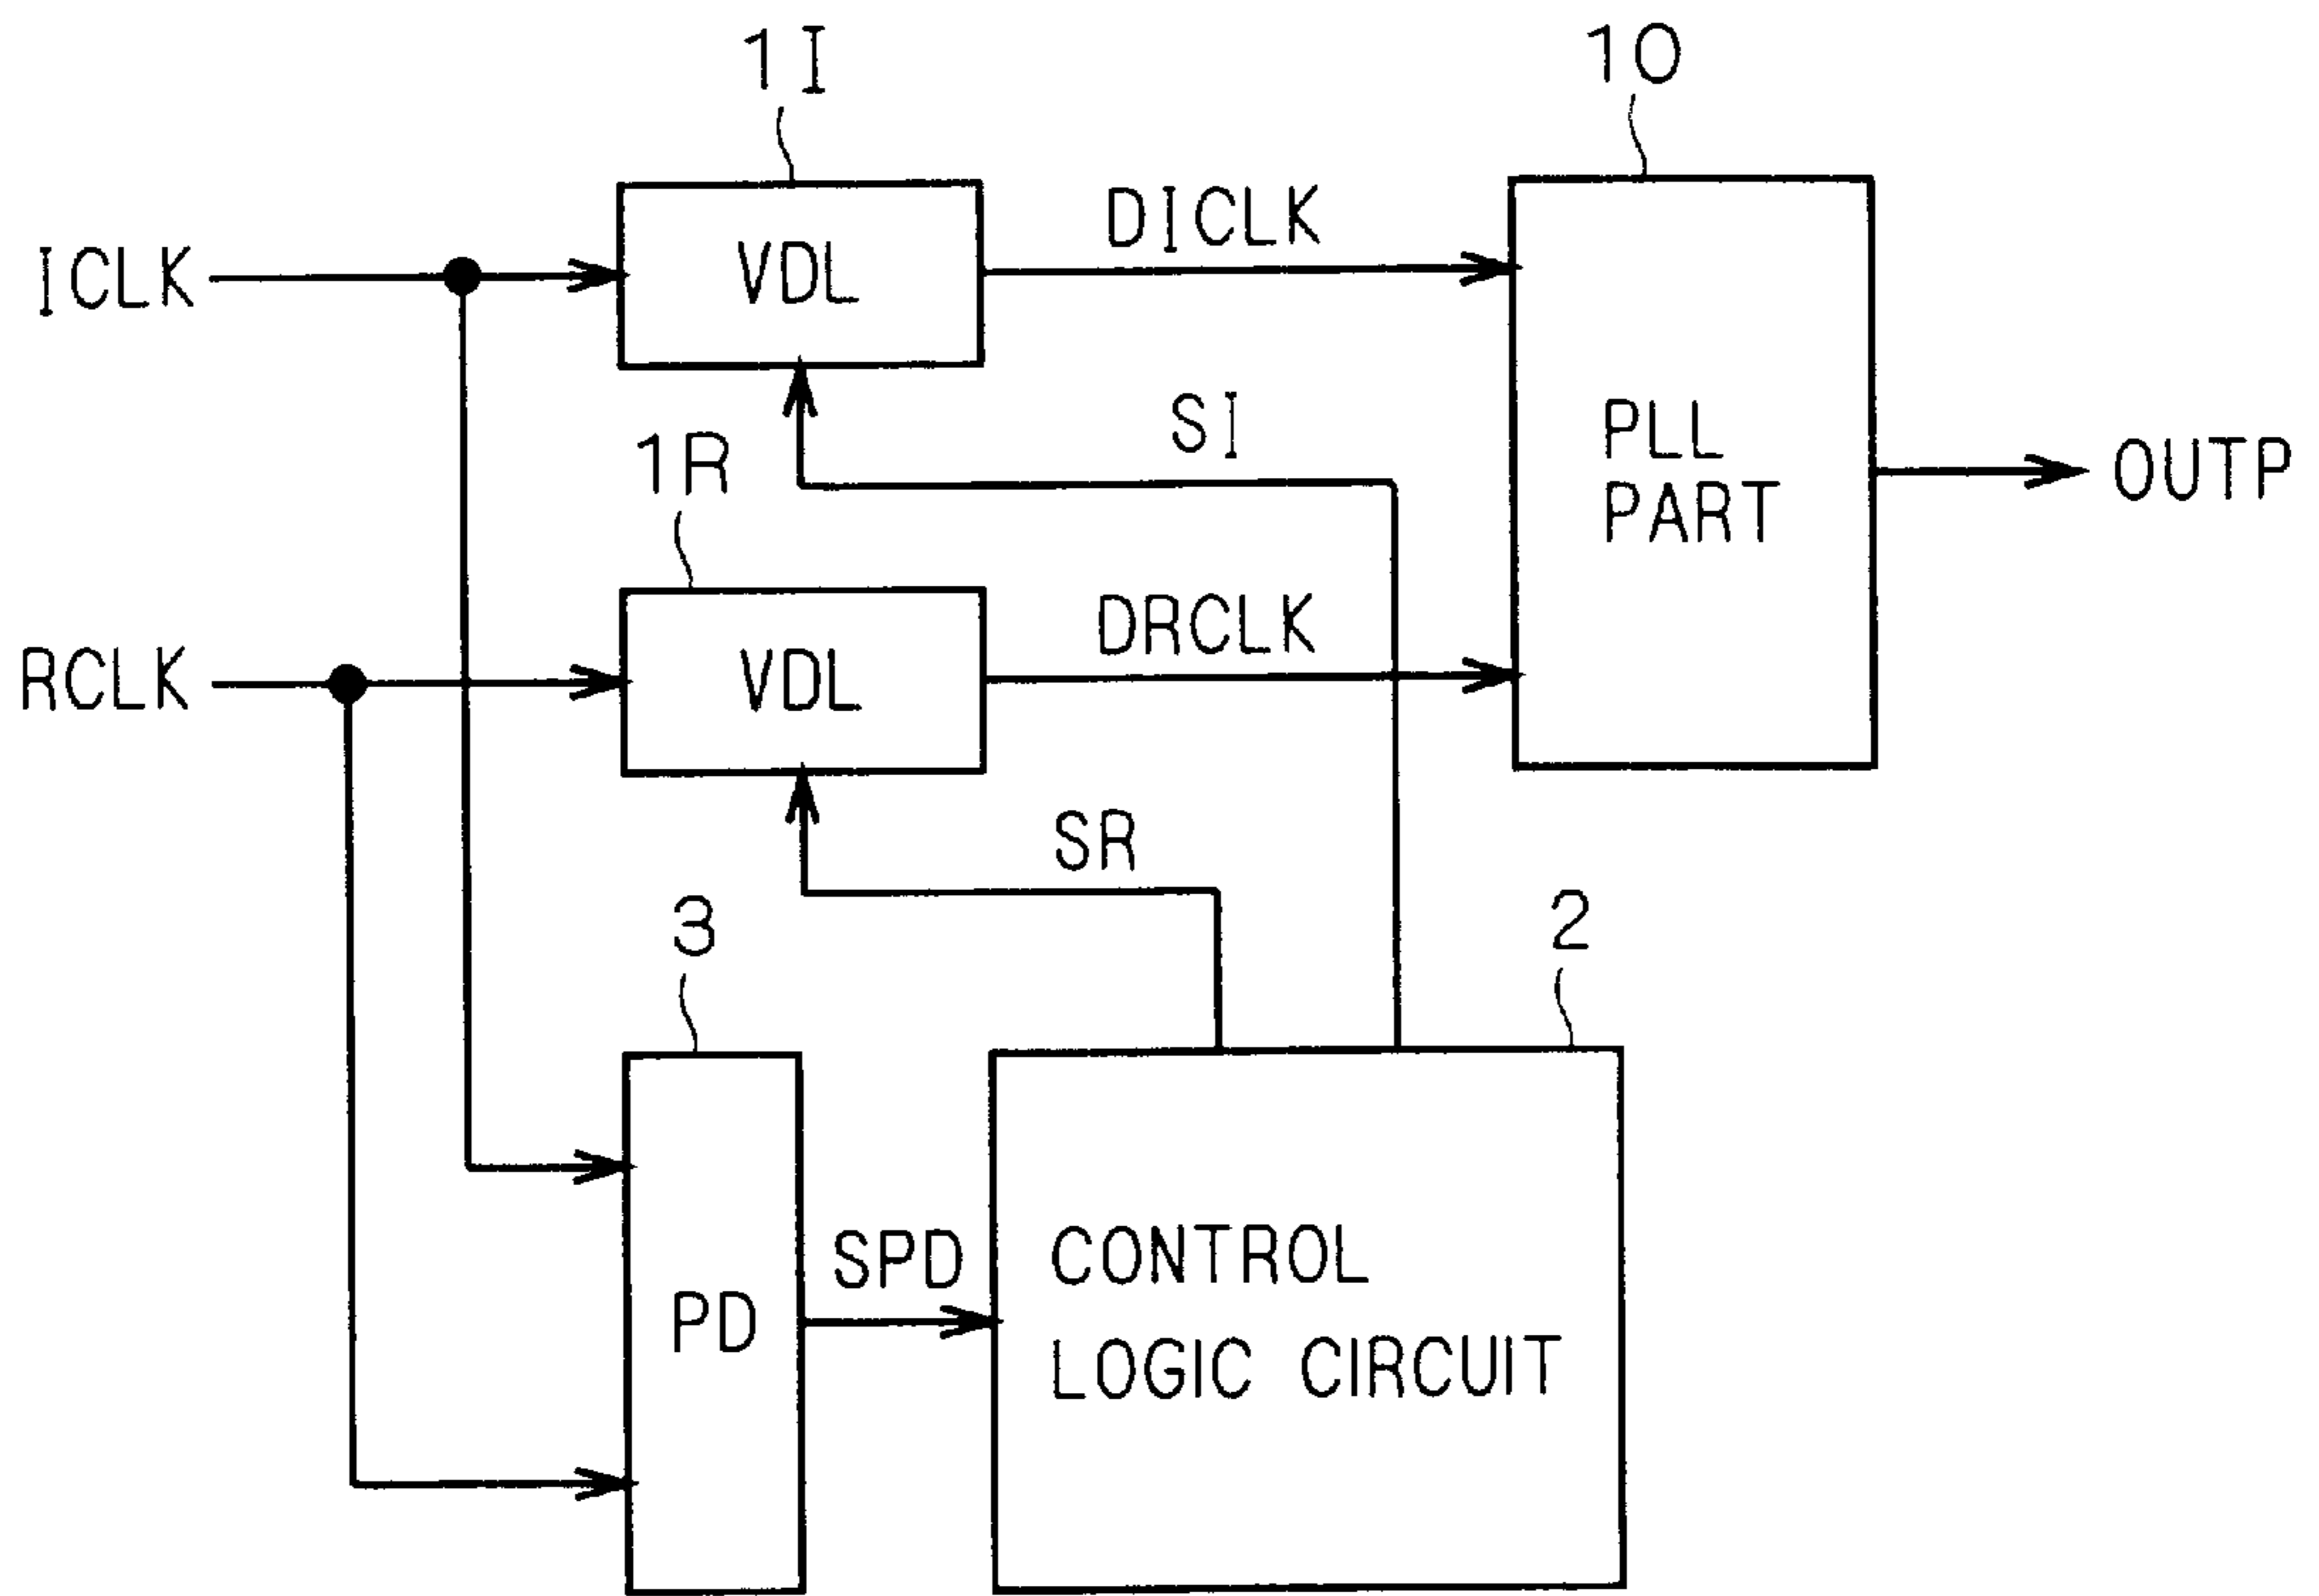 1I
10
ICLK
VDL
DICLK
SI
PLL
PART
OUTP
1R
RCLK
VDL
DRCLK
SR
3
2
PD
SPD
CONTROL
LOGIC CIRCUIT